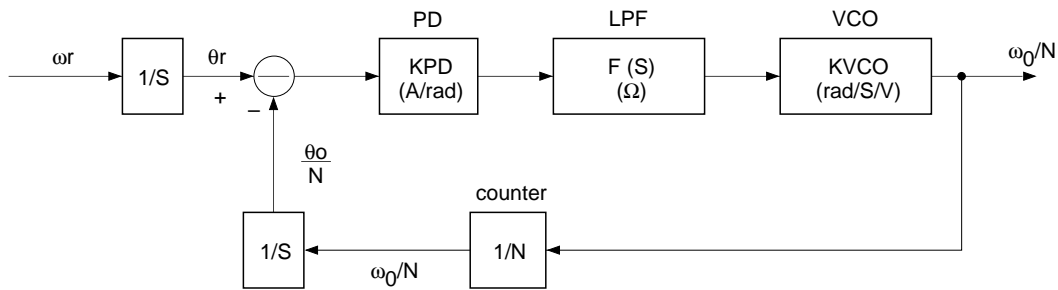 PD
LPF
VCO
ωr
1/S
θr
+
−
KPD
(A/rad)
F (S)
(Ω)
KVCO
(rad/S/V)
ω0/N
θo
N
counter
1/S
ω0/N
1/N